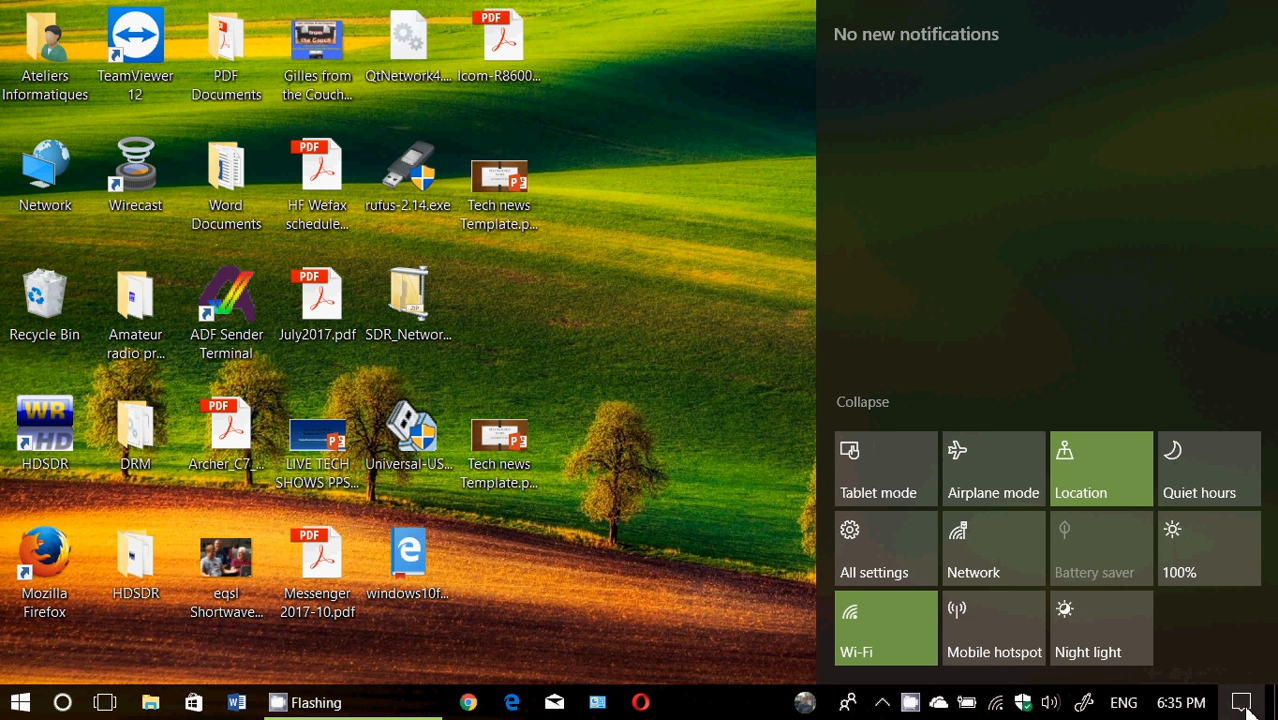 No new notifications
Ateliers
Informatiques
TeamViewer
12
PDF
Documents
Gilles from
the Couch...
QtNetwork4....
Icom-R8600...
Network
Wirecast
Word
Documents
HF Wefax
schedule...
rufus-2.14.exe
Tech news
Template.p...
Recycle Bin
Amateur
radio pr...
ADF Sender
Terminal
July2017.pdf
SDR_Networ...
HDSDR
DRM
Archer_C7_...
LIVE TECH
SHOWS PPS...
Universal-US...
Tech news
Template.p...
Mozilla
Firefox
HDSDR
eqsl
Shortwave...
Messenger
2017-10.pdf
windows10f...
Collapse
Tablet mode
Airplane mode
Location
Quiet hours
All settings
Network
Battery saver
100%
Wi-Fi
Mobile hotspot
Night light
Flashing
ENG
6:35 PM